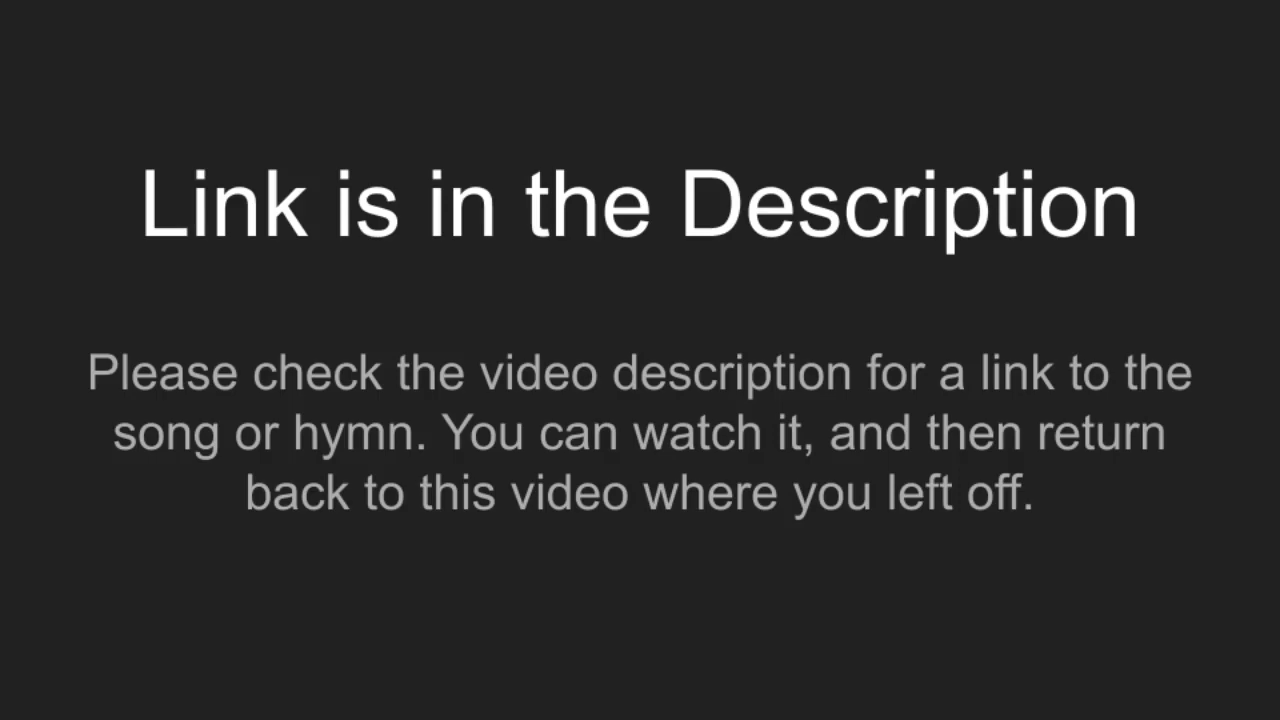 Link is in the Description
Please check the video description for a link to the
song or hymn. You can watch it, and then return
back to this video where you left off.